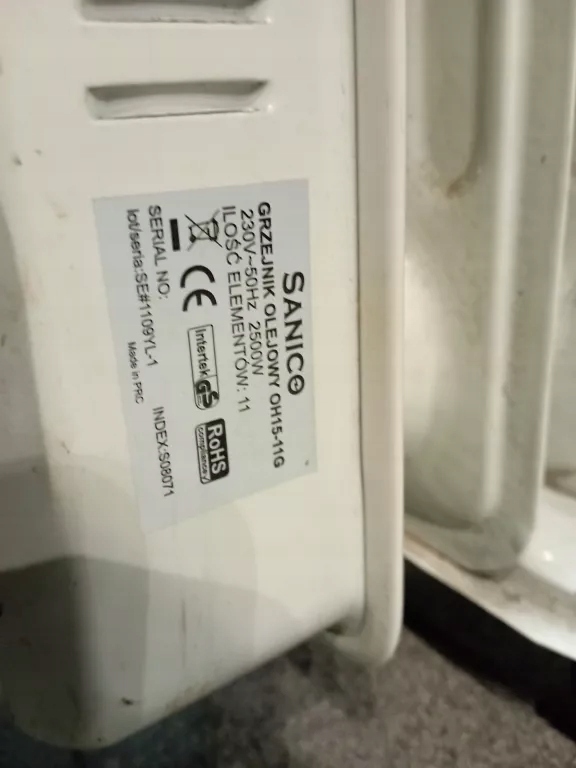 SANICO
GRZEJNIK OLEJOWY OH15-11G
230V~50Hz 2500W
ILOŚĆ ELEMENTÓW: 11
CE
Intertek
GS
RoHS
compliance
SERIAL NO:
INDEX:S08071
lot/seria:SE#1109YL-1
Made in PRC